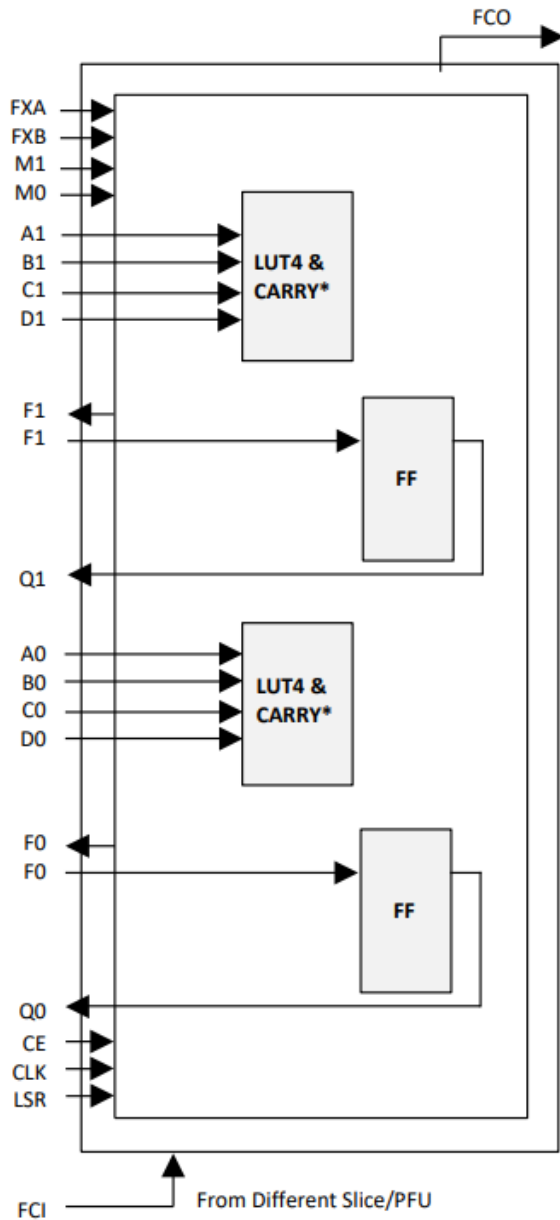 FCO
FXA
FXB
M1
M0
A1
B1
C1
D1
LUT4 &
CARRY*
F1
F1
FF
Q1
A0
B0
C0
D0
LUT4 &
CARRY*
F0
F0
FF
Q0
CE
CLK
LSR
From Different Slice/PFU
FCI